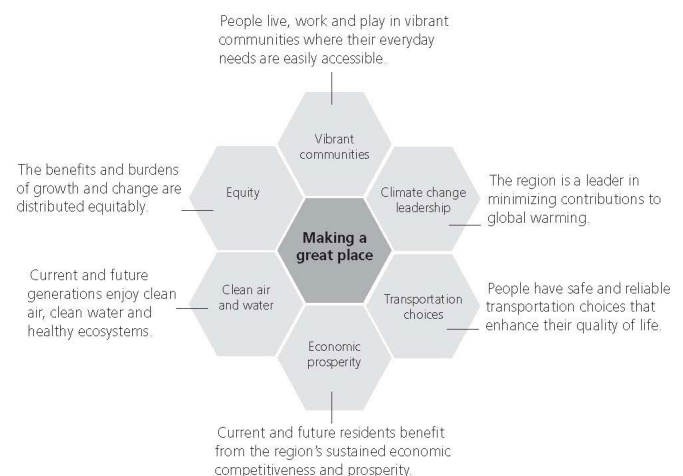 People live, work and play in vibrant
communities where their everyday
needs are easily accessible.
Vibrant
communities
The benefits and burdens
of growth and change are
distributed equitably.
Equity
Climate change
leadership
The region is a leader in
minimizing contributions to
global warming.
Making a
great place
Current and future
generations enjoy clean
air, clean water and
healthy ecosystems.
Clean air
and water
Transportation
choices
People have safe and reliable
transportation choices that
enhance their quality of life.
Economic
prosperity
Current and future residents benefit
from the region's sustained economic
competitiveness and prosperity.